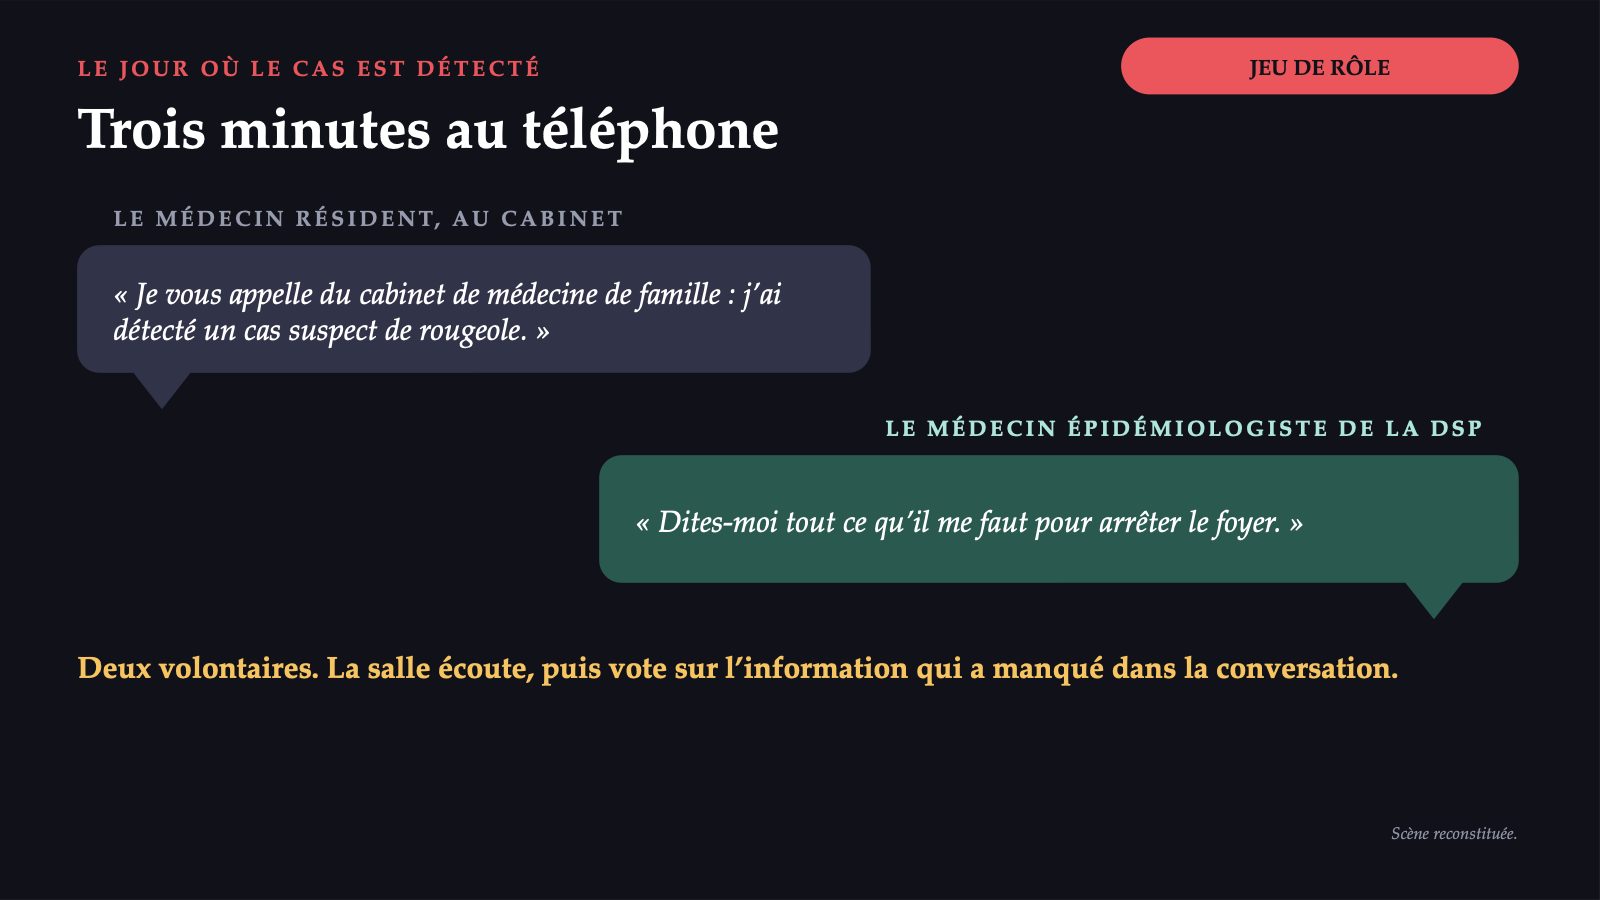 LE JOUR OÙ LE CAS EST DÉTECTÉ
JEU DE RÔLE
Trois minutes au téléphone
LE MÉDECIN RÉSIDENT, AU CABINET
« Je vous appelle du cabinet de médecine de famille : j’ai
détecté un cas suspect de rougeole. »
LE MÉDECIN ÉPIDÉMIOLOGISTE DE LA DSP
« Dites-moi tout ce qu’il me faut pour arrêter le foyer. »
Deux volontaires. La salle écoute, puis vote sur l’information qui a manqué dans la conversation.
Scène reconstituée.